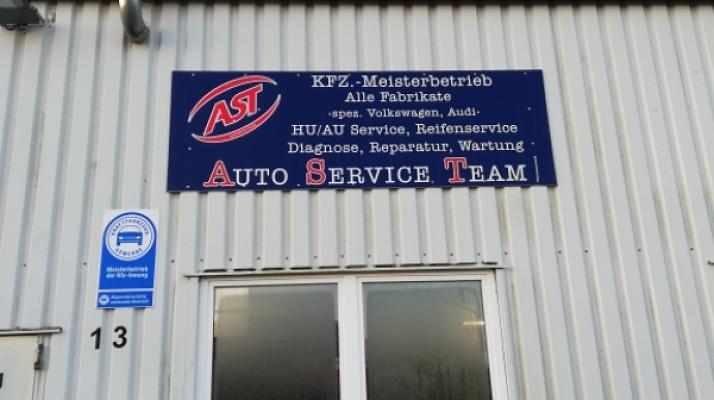 AST
KFZ.-Meisterbetrieb
Alle Fabrikate
-spez. Volkswagen, Audi-
HU/AU Service, Reifenservice
Diagnose, Reparatur, Wartung
AUTO SERVICE TEAM
Meisterbetrieb
der Kfz-Innung
13